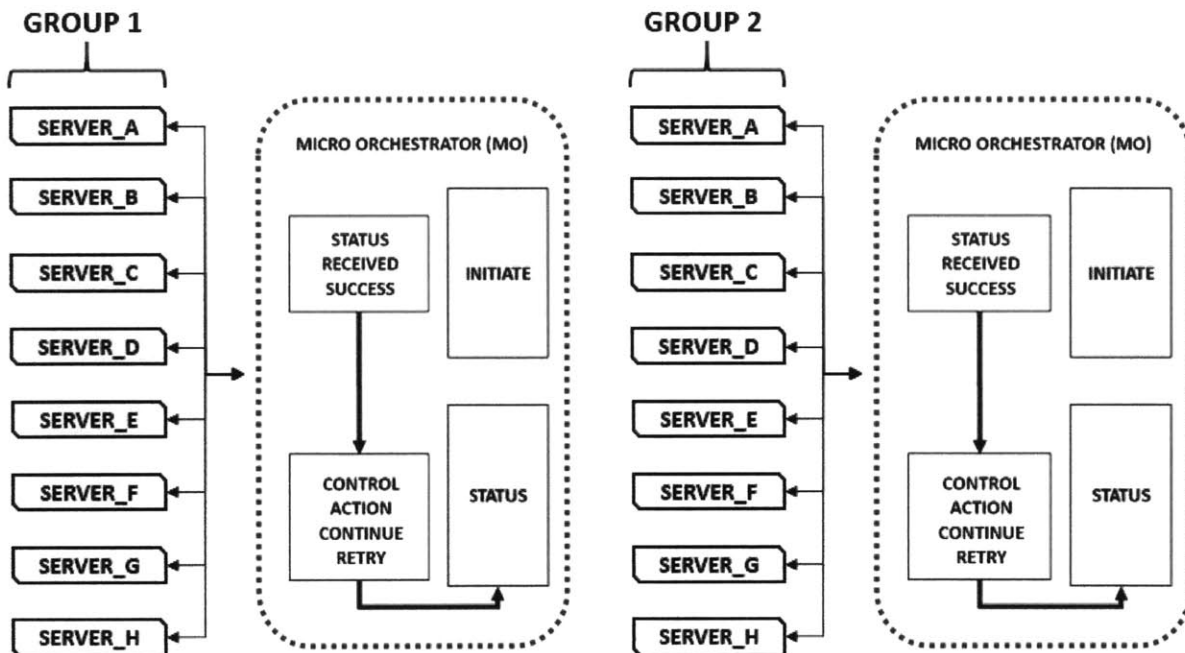 GROUP 1
SERVER_A
SERVER_B
SERVER_C
SERVER_D
SERVER_E
SERVER_F
SERVER_G
SERVER_H
MICRO ORCHESTRATOR (MO)
STATUS
RECEIVED
SUCCESS
INITIATE
CONTROL
ACTION
CONTINUE
RETRY
STATUS
GROUP 2
SERVER_A
SERVER_B
SERVER_C
SERVER_D
SERVER_E
SERVER_F
SERVER_G
SERVER_H
MICRO ORCHESTRATOR (MO)
STATUS
RECEIVED
SUCCESS
INITIATE
CONTROL
ACTION
CONTINUE
RETRY
STATUS